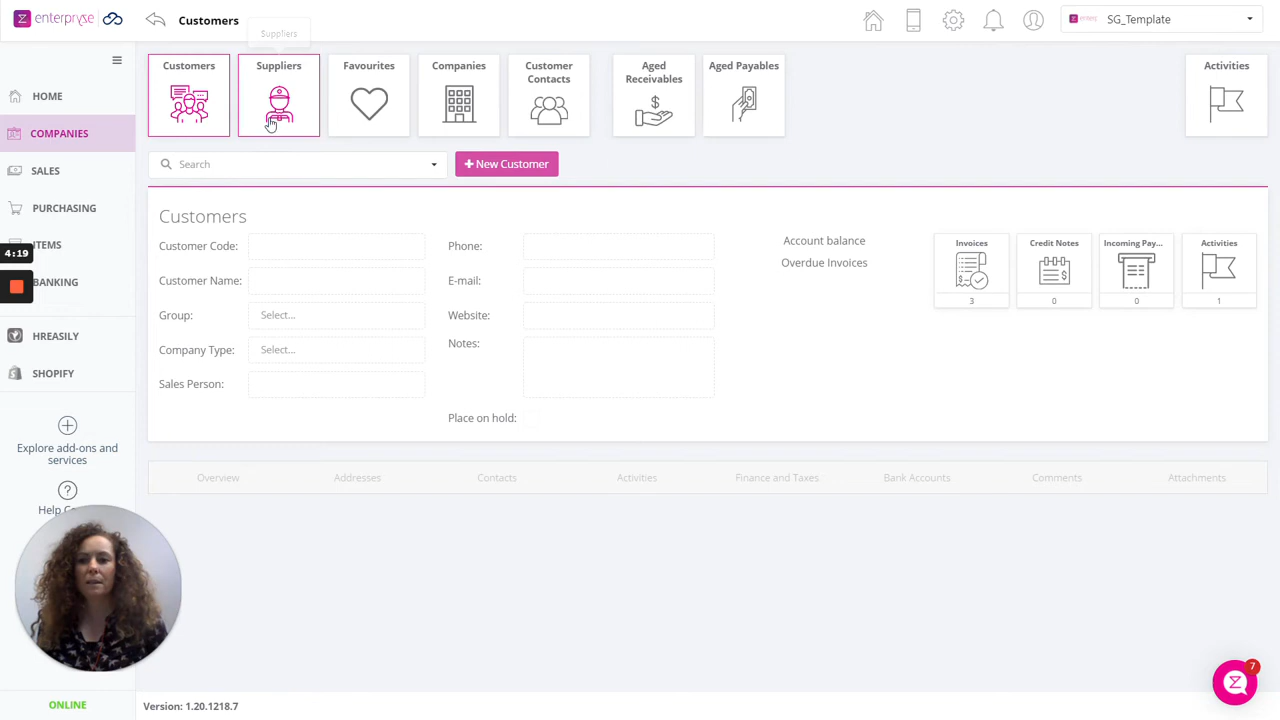 enterpryse
Customers
SG_Template
Suppliers
Customers
Suppliers
Favourites
Companies
Customer
Contacts
Aged
Receivables
Aged Payables
Activities
HOME
COMPANIES
SALES
PURCHASING
ITEMS
BANKING
HREASILY
SHOPIFY
4:19
Explore add-ons and
services
Help C
ONLINE
Search
New Customer
Customers
Customer Code:
Customer Name:
Group:
Select...
Company Type:
Select...
Sales Person:
Phone:
E-mail:
Website:
Notes:
Place on hold:
Account balance
Overdue Invoices
Invoices
3
Credit Notes
0
Incoming Pay...
0
Activities
1
Overview
Addresses
Contacts
Activities
Finance and Taxes
Bank Accounts
Comments
Attachments
7
Version: 1.20.1218.7